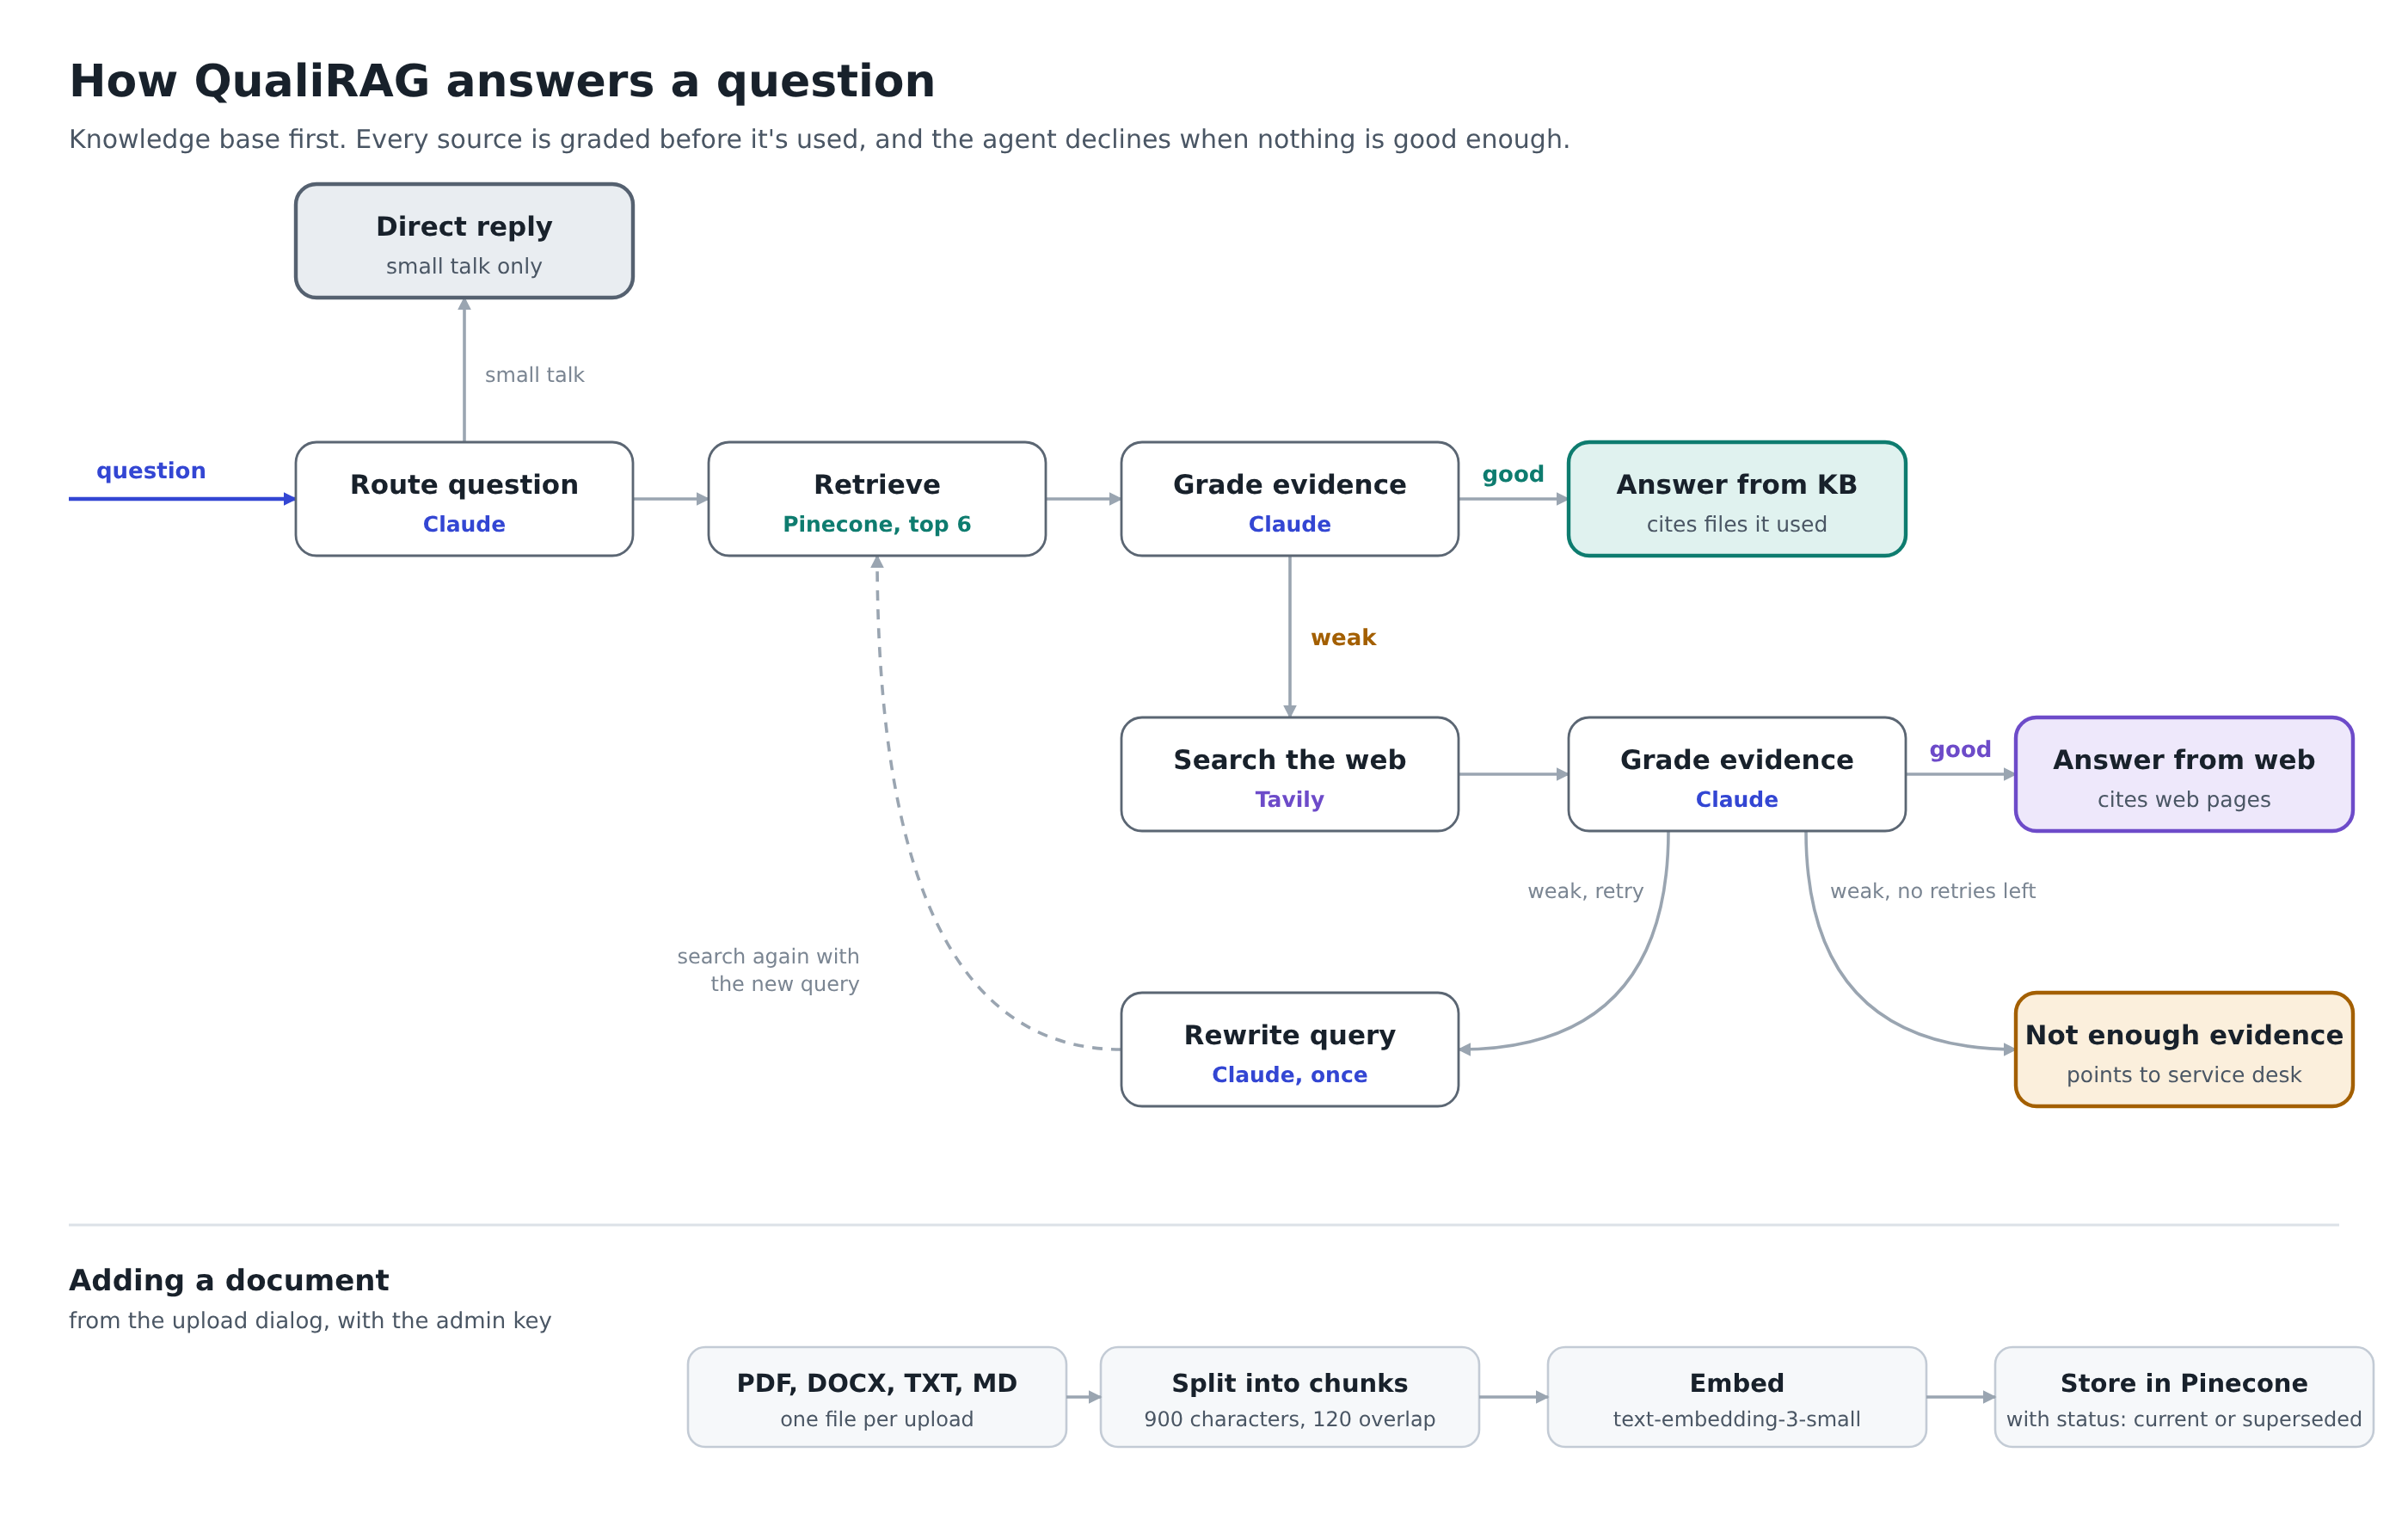 How QualiRAG answers a question
Knowledge base first. Every source is graded before it's used, and the agent declines when nothing is good enough.
Direct reply
small talk only
small talk
question
Route question
Claude
Retrieve
Pinecone, top 6
Grade evidence
Claude
good
Answer from KB
cites files it used
weak
Search the web
Tavily
Grade evidence
Claude
good
Answer from web
cites web pages
weak, retry
weak, no retries left
search again with
the new query
Rewrite query
Claude, once
Not enough evidence
points to service desk
Adding a document
from the upload dialog, with the admin key
PDF, DOCX, TXT, MD
one file per upload
Split into chunks
900 characters, 120 overlap
Embed
text-embedding-3-small
Store in Pinecone
with status: current or superseded